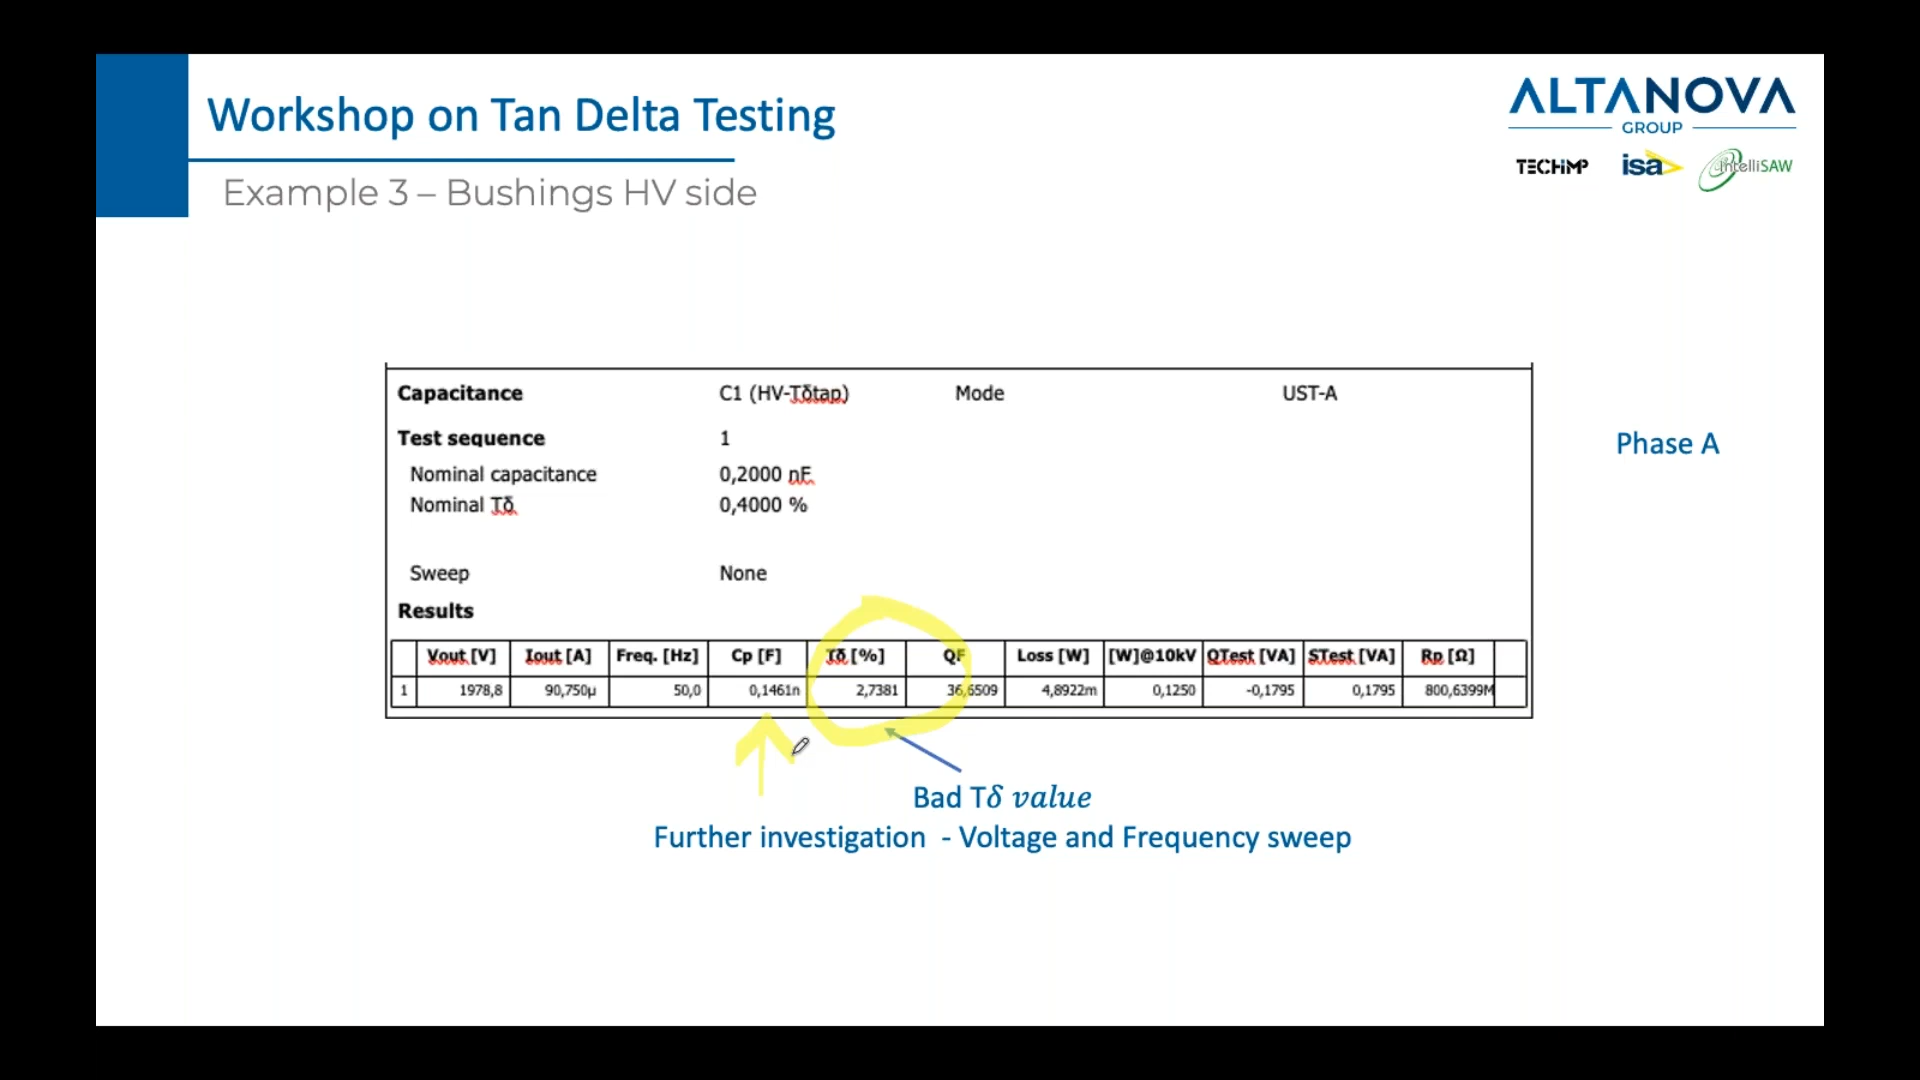 Workshop on Tan Delta Testing
Example 3 – Bushings HV side
ALTANOVA
GROUP
TECHIMP isa IntelliSAW
Capacitance C1 (HV-Tδtap) Mode UST-A
Phase A
Test sequence 1
Nominal capacitance 0,2000 nF
Nominal Tδ 0,4000 %
Sweep None
Results
Vout [V] Iout [A] Freq. [Hz] Cp [F] Tδ [%] QF Loss [W] [W]@10kV QTest [VA] STest [VA] Rp [Ω]
1 1978,8 90,750µ 50,0 0,1461n 2,7381 36,6509 4,8922m 0,1250 -0,1795 0,1795 800,6399M
Bad Tδ value
Further investigation - Voltage and Frequency sweep